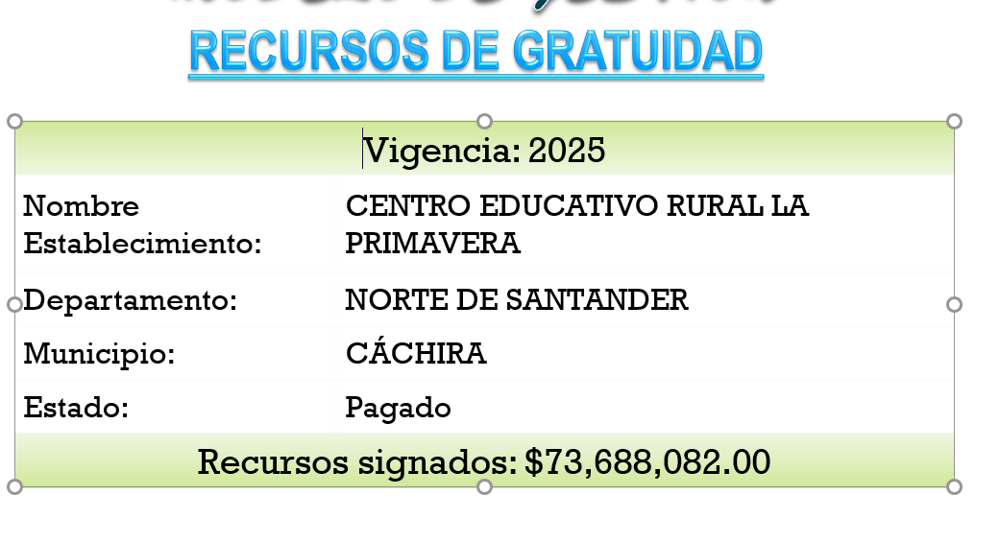 RECURSOS DE GRATUIDAD
Vigencia: 2025
Nombre CENTRO EDUCATIVO RURAL LA
Establecimiento: PRIMAVERA
Departamento: NORTE DE SANTANDER
Municipio: CÁCHIRA
Estado: Pagado
Recursos signados: $73,688,082.00